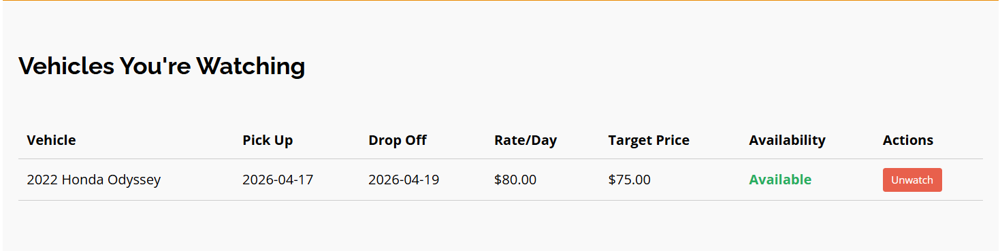 Vehicles You're Watching
Vehicle Pick Up Drop Off Rate/Day Target Price Availability Actions
2022 Honda Odyssey 2026-04-17 2026-04-19 $80.00 $75.00 Available Unwatch